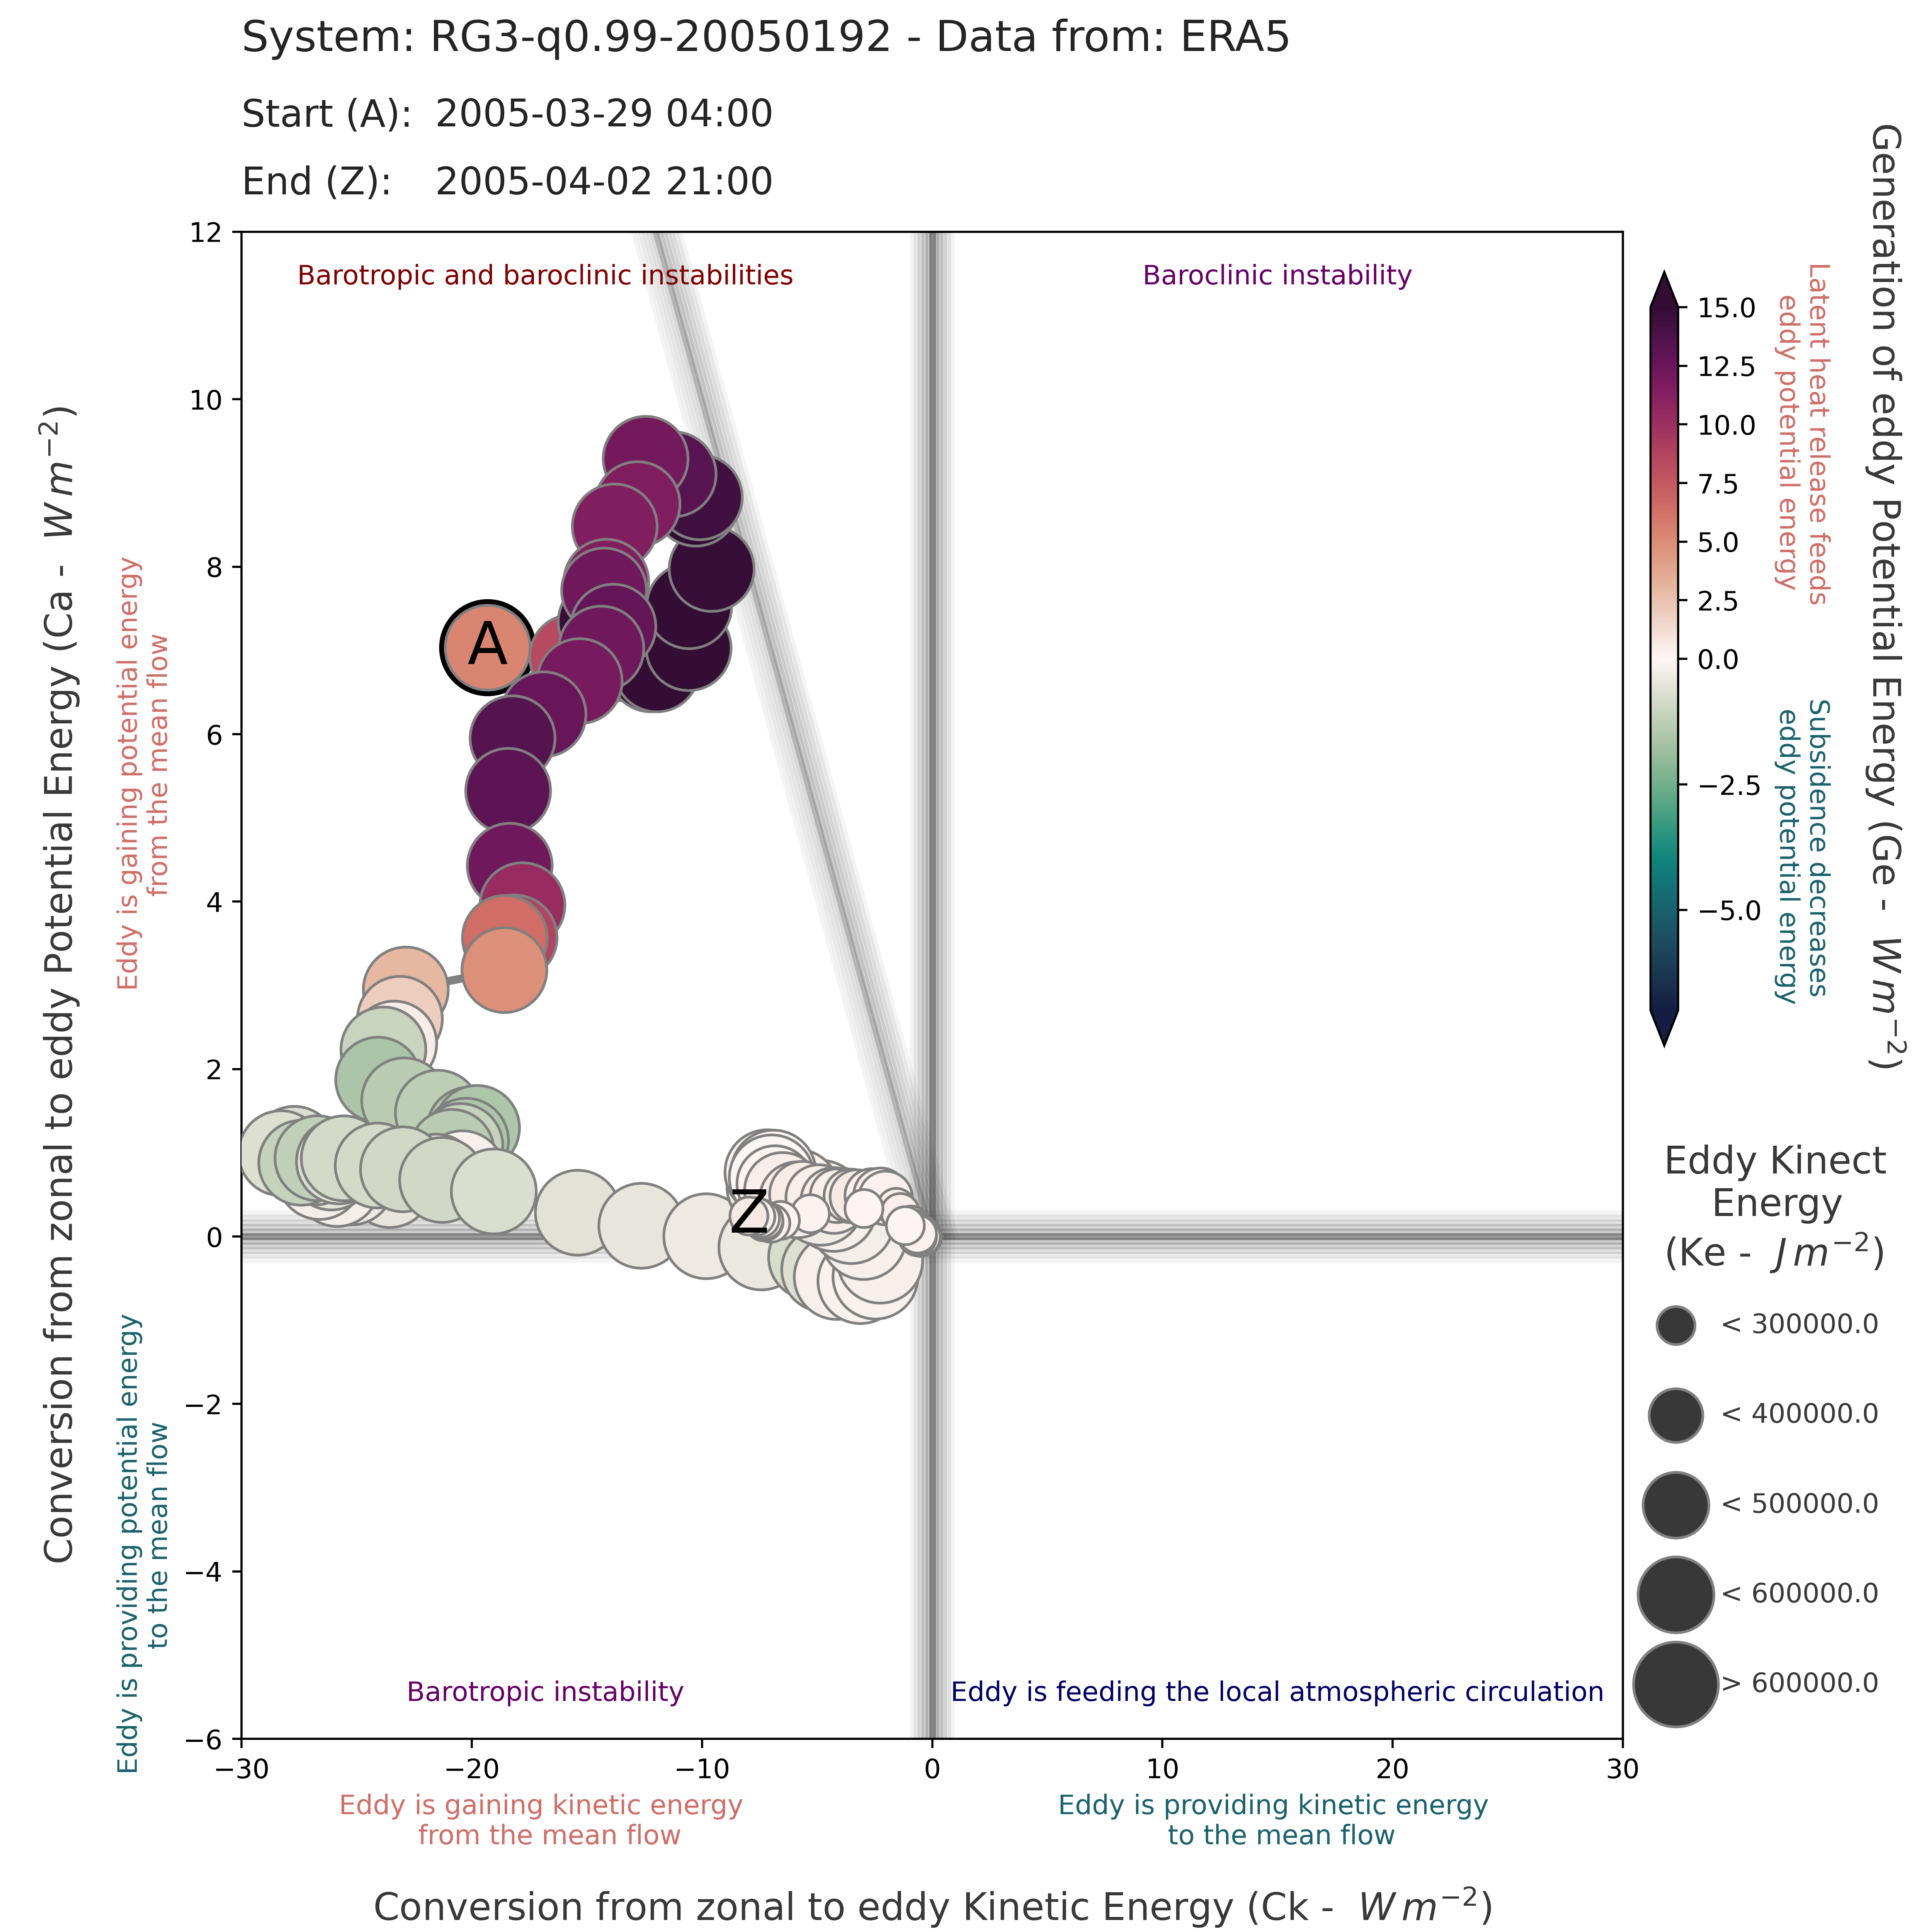 System: RG3-q0.99-20050192 - Data from: ERA5
Start (A): 2005-03-29 04:00
End (Z): 2005-04-02 21:00
Barotropic and baroclinic instabilities
Baroclinic instability
A
Z
Barotropic instability
Eddy is feeding the local atmospheric circulation
12
10
8
6
4
2
0
−2
−4
−6
−30
−20
−10
0
10
20
30
Conversion from zonal to eddy Potential Energy (Ca - W m⁻²)
Eddy is gaining potential energy
from the mean flow
Eddy is providing potential energy
to the mean flow
Eddy is gaining kinetic energy
from the mean flow
Eddy is providing kinetic energy
to the mean flow
Conversion from zonal to eddy Kinetic Energy (Ck - W m⁻²)
15.0
12.5
10.0
7.5
5.0
2.5
0.0
−2.5
−5.0
Latent heat release feeds
eddy potential energy
Subsidence decreases
eddy potential energy
Generation of eddy Potential Energy (Ge - W m⁻²)
Eddy Kinect
Energy
(Ke - J m⁻²)
< 300000.0
< 400000.0
< 500000.0
< 600000.0
> 600000.0